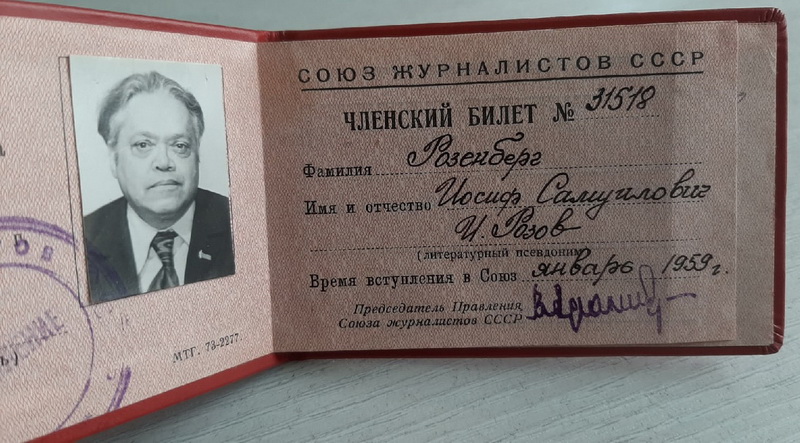 СОЮЗ ЖУРНАЛИСТОВ СССР
ЧЛЕНСКИЙ БИЛЕТ № 31518
Фамилия Розенберг
Имя и отчество Иосиф Самуилович
И. Розов
(литературный псевдоним)
Время вступления в Союз январь 1959 г.
Председатель Правления
Союза журналистов СССР
МТГ. 73-2277.